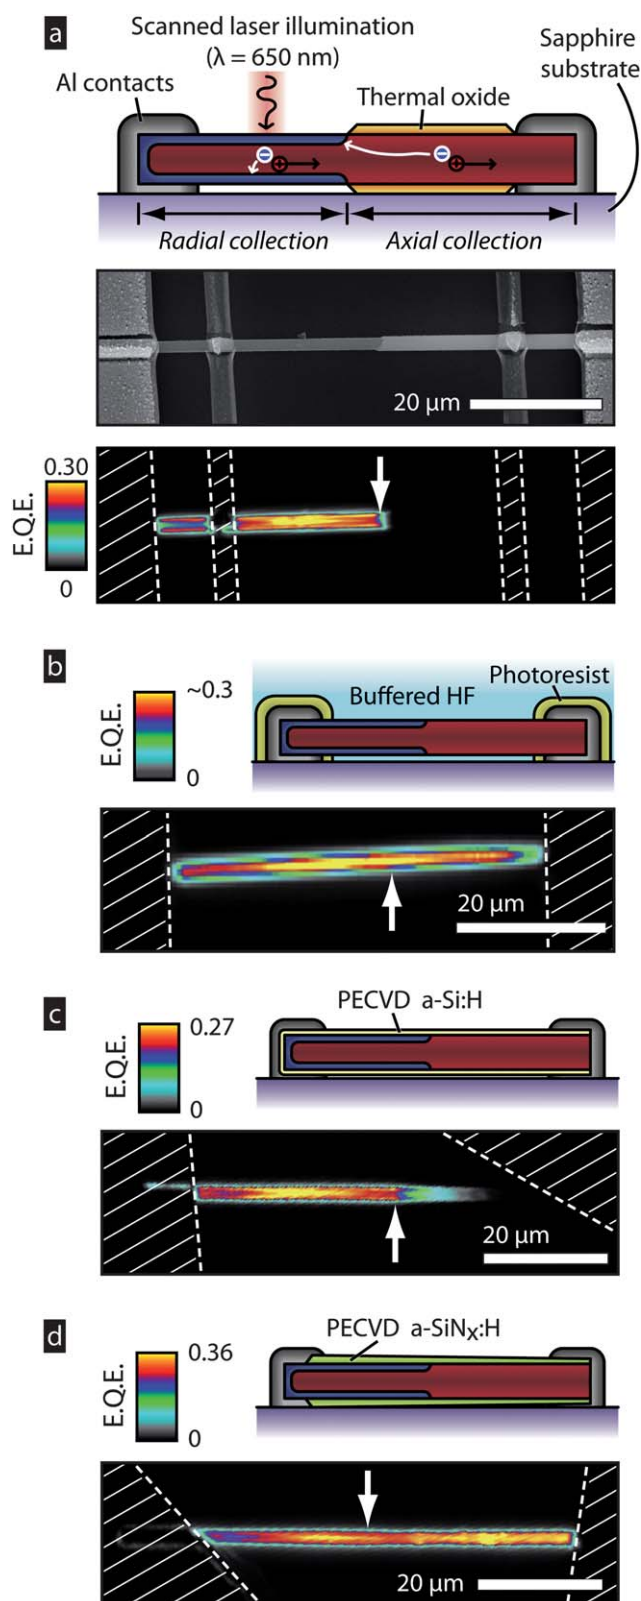 a
Scanned laser illumination
(λ = 650 nm)
Sapphire
substrate
Al contacts
Thermal oxide
Radial collection
Axial collection
20 μm
0.30
E.Q.E.
0
b
~0.3
E.Q.E.
0
Photoresist
Buffered HF
20 μm
c
PECVD a-Si:H
0.27
E.Q.E.
0
20 μm
d
PECVD a-SiNx:H
0.36
E.Q.E.
0
20 μm